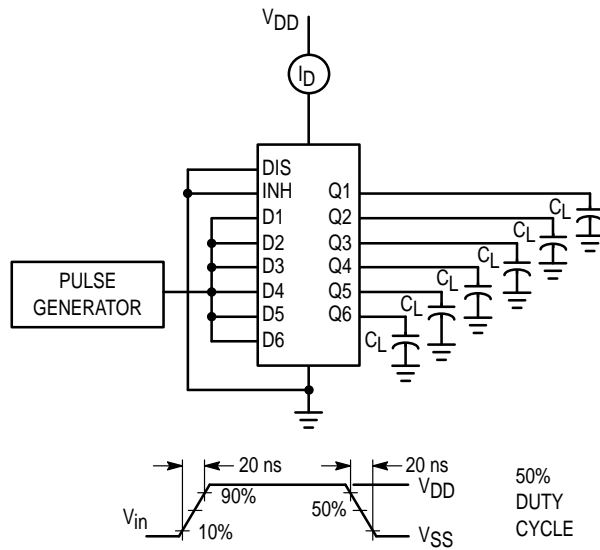 VDD
ID
DIS
INH
D1
D2
D3
D4
D5
D6
Q1
Q2
Q3
Q4
Q5
Q6
CL
CL
CL
CL
CL
CL
PULSE
GENERATOR
20 ns
20 ns
90%
50%
10%
Vin
VDD
VSS
50%
DUTY
CYCLE